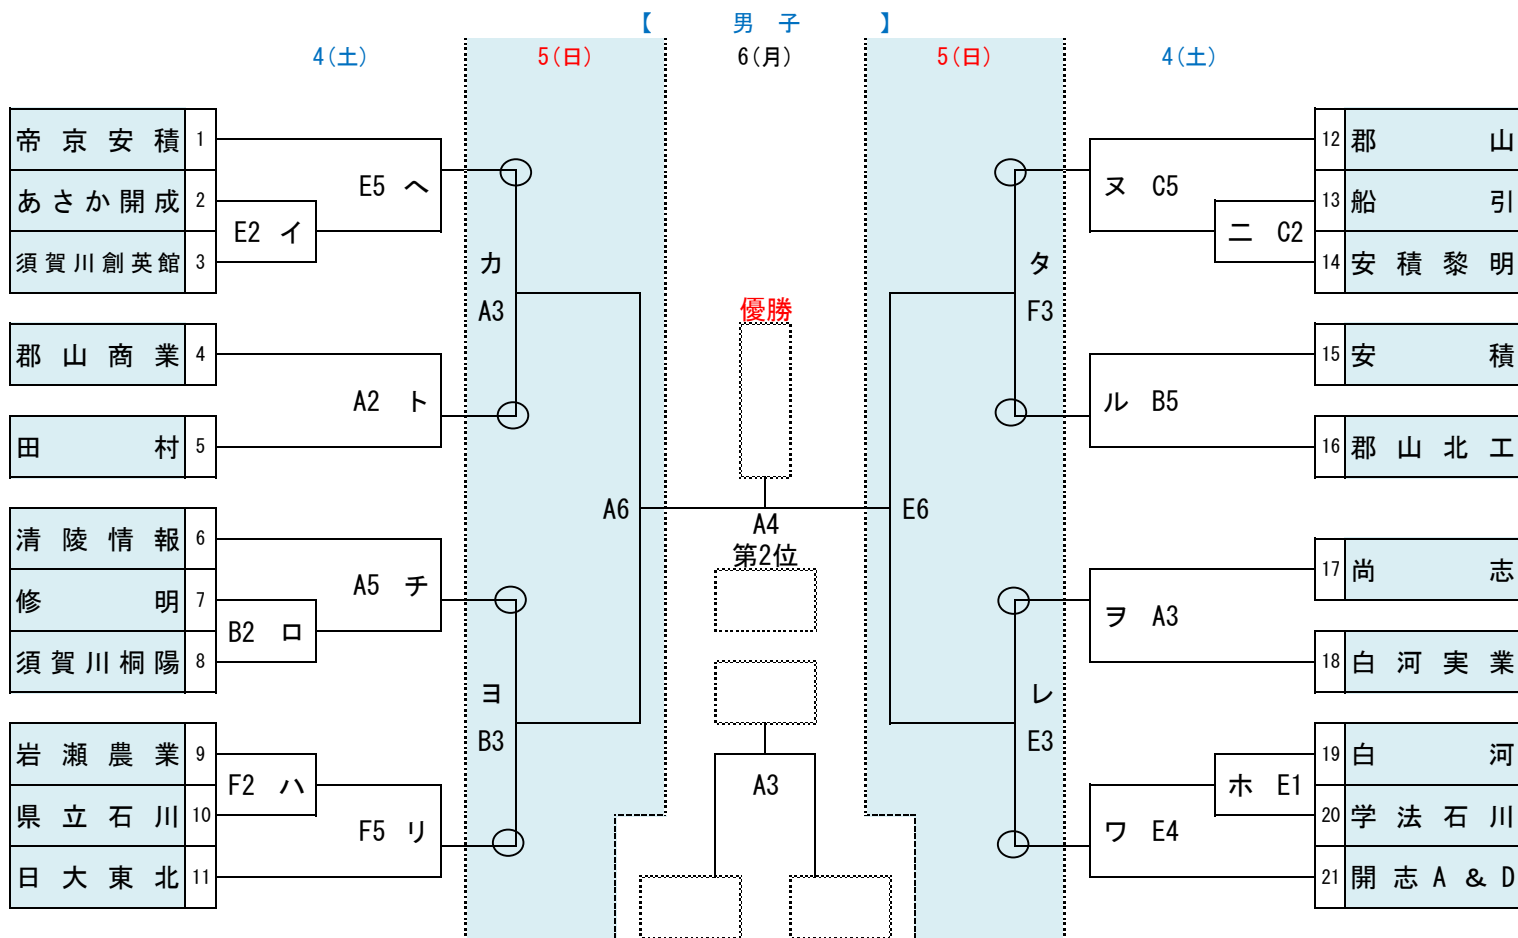 【 男 子 】
4(土) 5(日) 6(月) 5(日) 4(土)
帝京安積 1
E5 ヘ
あさか開成 2
E2 イ
須賀川創英館 3
カ
A3
郡山商業 4
A2 ト
田村 5
A6
清陵情報 6
A5 チ
修明 7
B2 ロ
須賀川桐陽 8
ヨ
B3
岩瀬農業 9
F2 ハ
県立石川 10
F5 リ
日大東北 11
優勝
A4
第2位
A3
12 郡山
ヌ C5
13 船引
ニ C2
14 安積黎明
タ
F3
15 安積
ル B5
16 郡山北工
E6
17 尚志
ヲ A3
18 白河実業
レ
E3
19 白河
ホ E1
20 学法石川
ワ E4
21 開志A&D